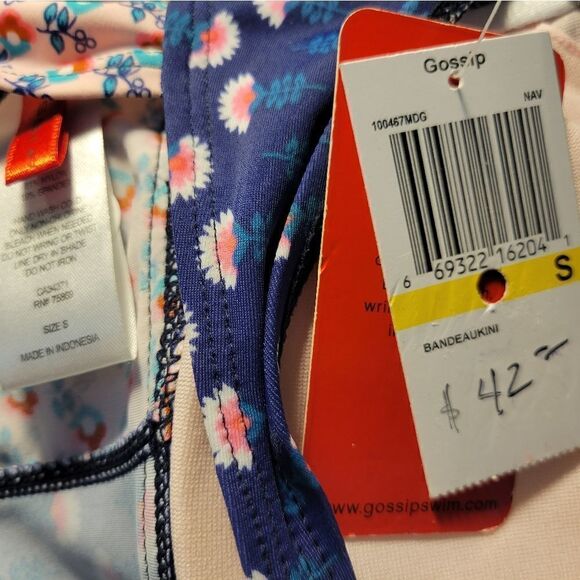 HAND WASH COLD
ONLY NON-CHLORINE
BLEACH WHEN NEEDED
DO NOT WRING OR TWIST
LINE DRY IN SHADE
DO NOT IRON
CA34371
RN# 75869
SIZE S
MADE IN INDONESIA
Gossip
100467MDG NAV
6 69322 16204 1
S
BANDEAUKINI
$ 42
www.gossipswim.com